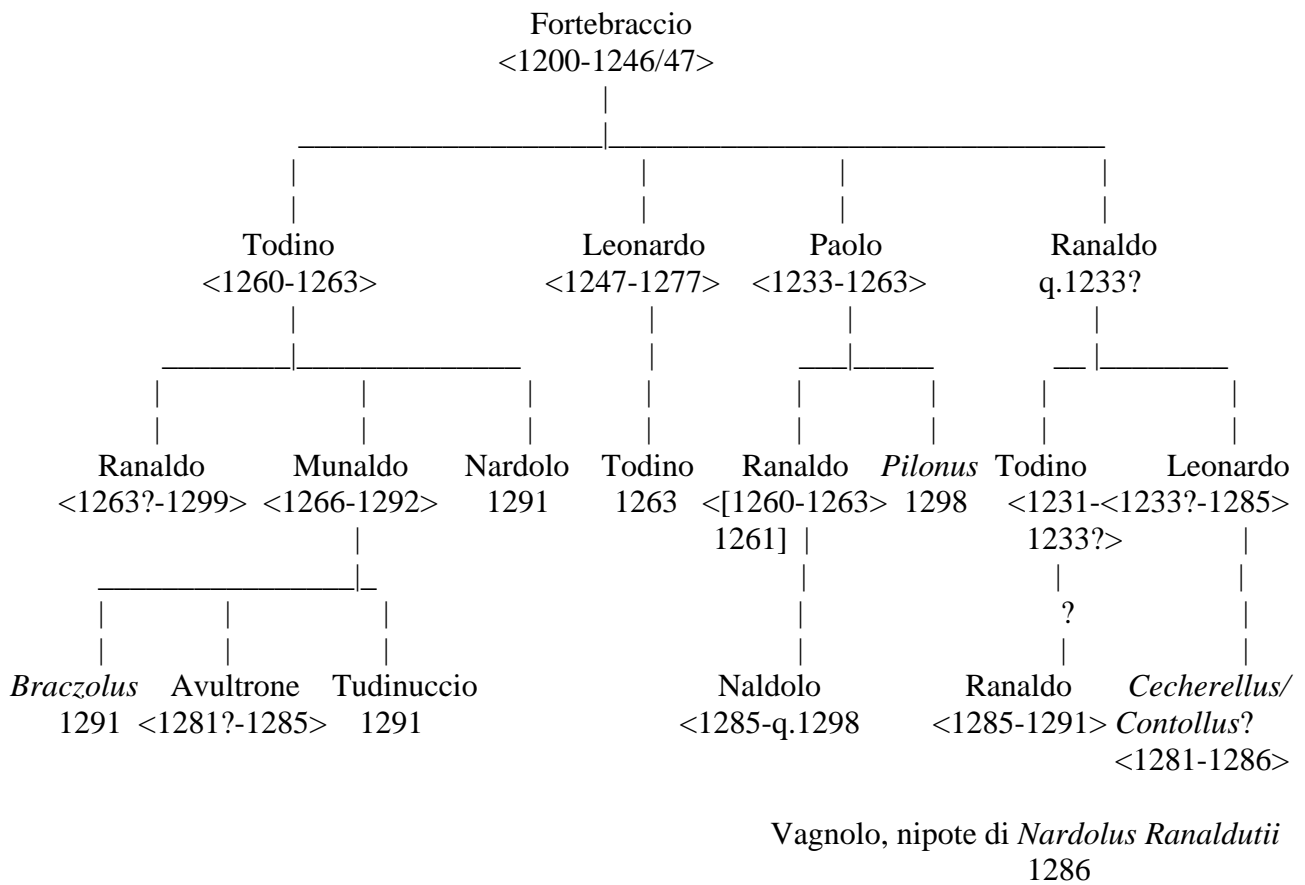 Fortebraccio
<1200-1246/47>
Todino Leonardo Paolo Ranaldo
<1260-1263> <1247-1277> <1233-1263> q.1233?
Ranaldo Munaldo Nardolo Todino Ranaldo Pilonus Todino Leonardo
<1263?-1299> <1266-1292> 1291 1263 <[1260-1263> 1298 <1231-<1233?-1285>
1261] 1233?>
?
Braczolus Avultrone Tudinuccio Naldolo Ranaldo Cecherellus/
1291 <1281?-1285> 1291 <1285-q.1298 <1285-1291> Contollus?
<1281-1286>
Vagnolo, nipote di Nardolus Ranaldutii
1286